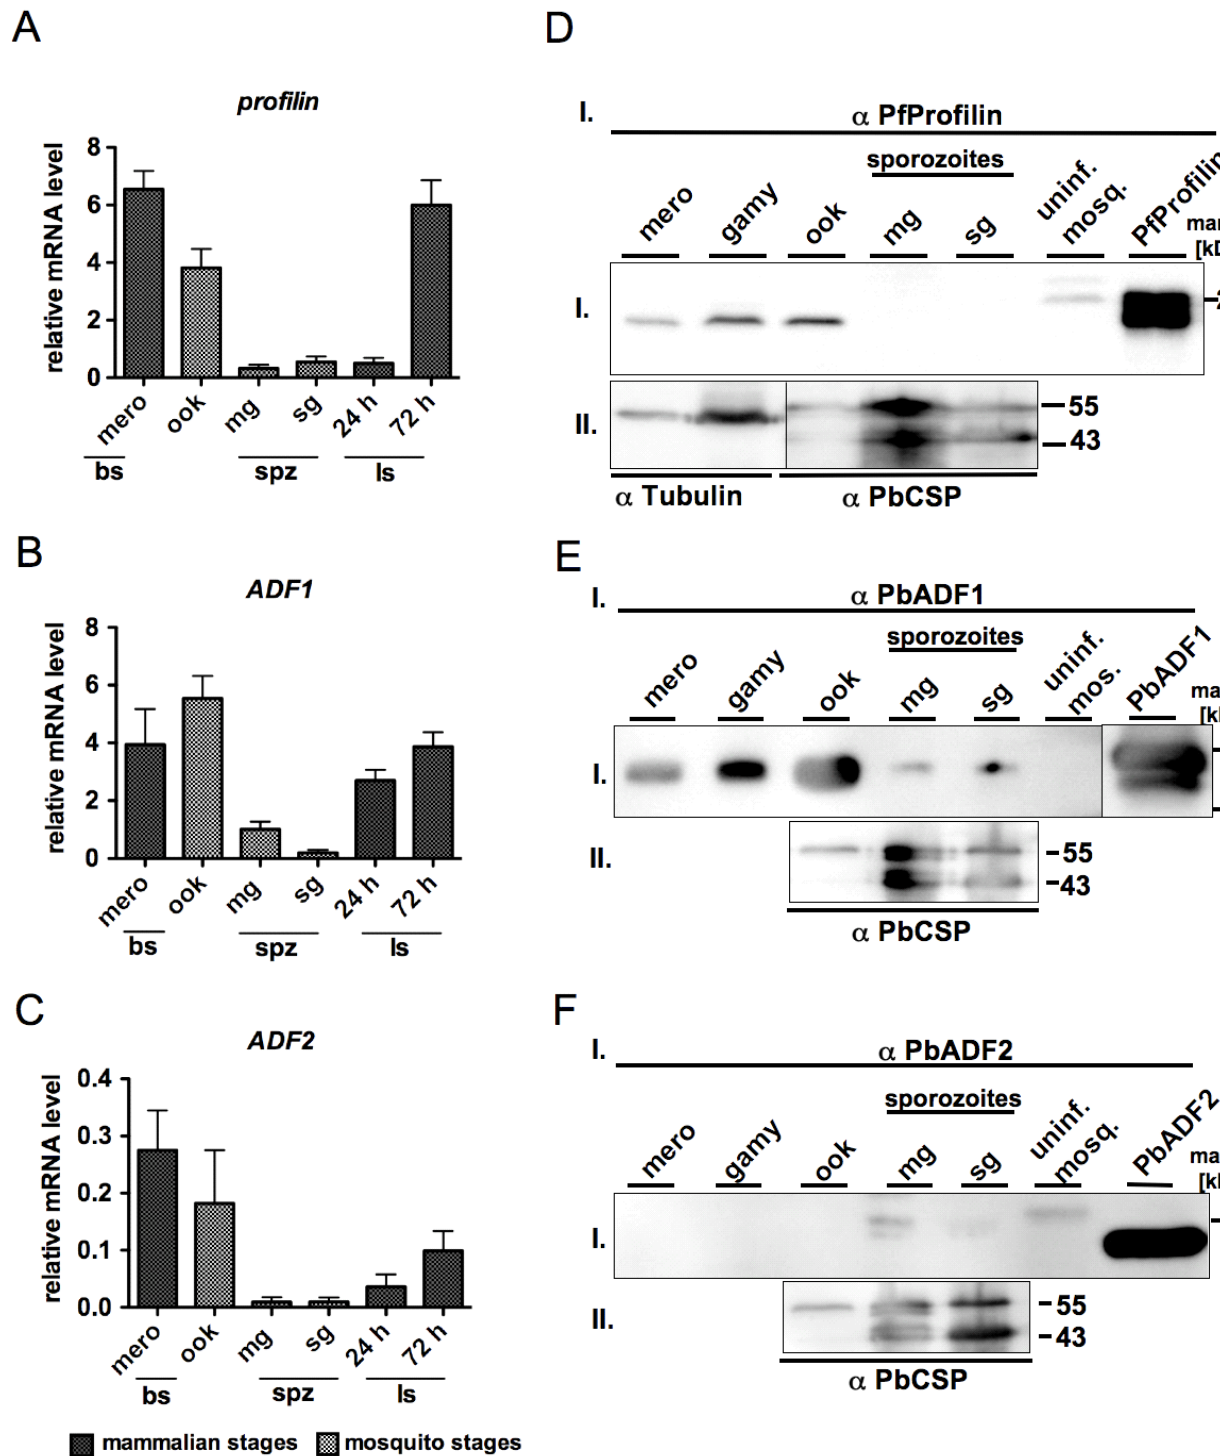 A
profilin
relative mRNA level
8
6
4
2
0
mero
ook
mg
sg
24 h
72 h
bs
spz
ls
B
ADF1
relative mRNA level
8
6
4
2
0
mero
ook
mg
sg
24 h
72 h
bs
spz
ls
C
ADF2
relative mRNA level
0.4
0.3
0.2
0.1
0.0
mero
ook
mg
sg
24 h
72 h
bs
spz
ls
mammalian stages
mosquito stages
D
I.
α PfProfilin
sporozoites
mero
gamy
ook
mg
sg
uninf.
mosq.
PfProfilin
I.
II.
55
43
α Tubulin
α PbCSP
E
I.
α PbADF1
sporozoites
mero
gamy
ook
mg
sg
uninf.
mos.
PbADF1
I.
II.
55
43
α PbCSP
F
I.
α PbADF2
sporozoites
mero
gamy
ook
mg
sg
uninf.
mosq.
PbADF2
I.
II.
55
43
α PbCSP